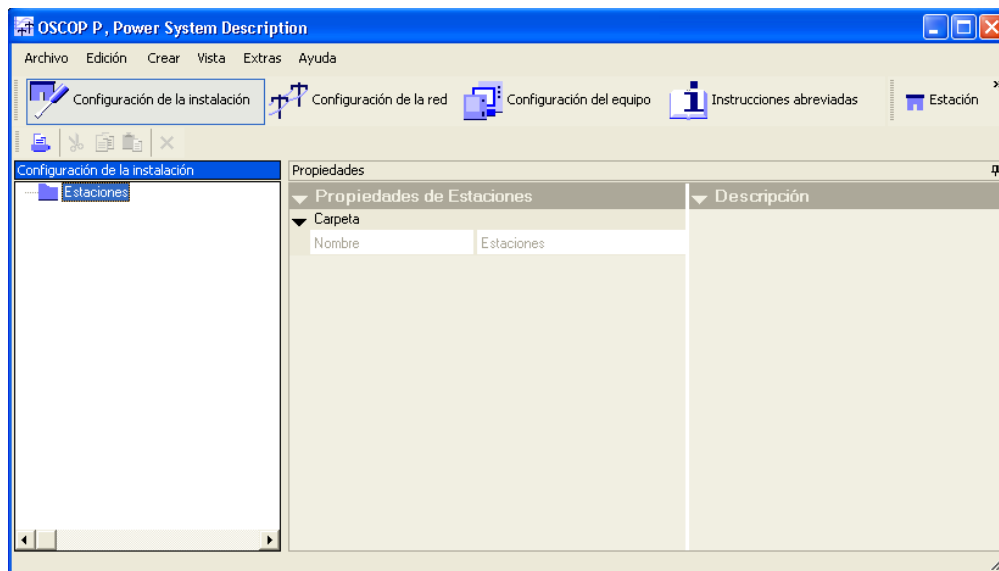 OSCOP P, Power System Description
Archivo Edición Crear Vista Extras Ayuda
Configuración de la instalación Configuración de la red Configuración del equipo Instrucciones abreviadas Estación
Configuración de la instalación Propiedades
Estaciones
Propiedades de Estaciones Descripción
Carpeta
Nombre Estaciones